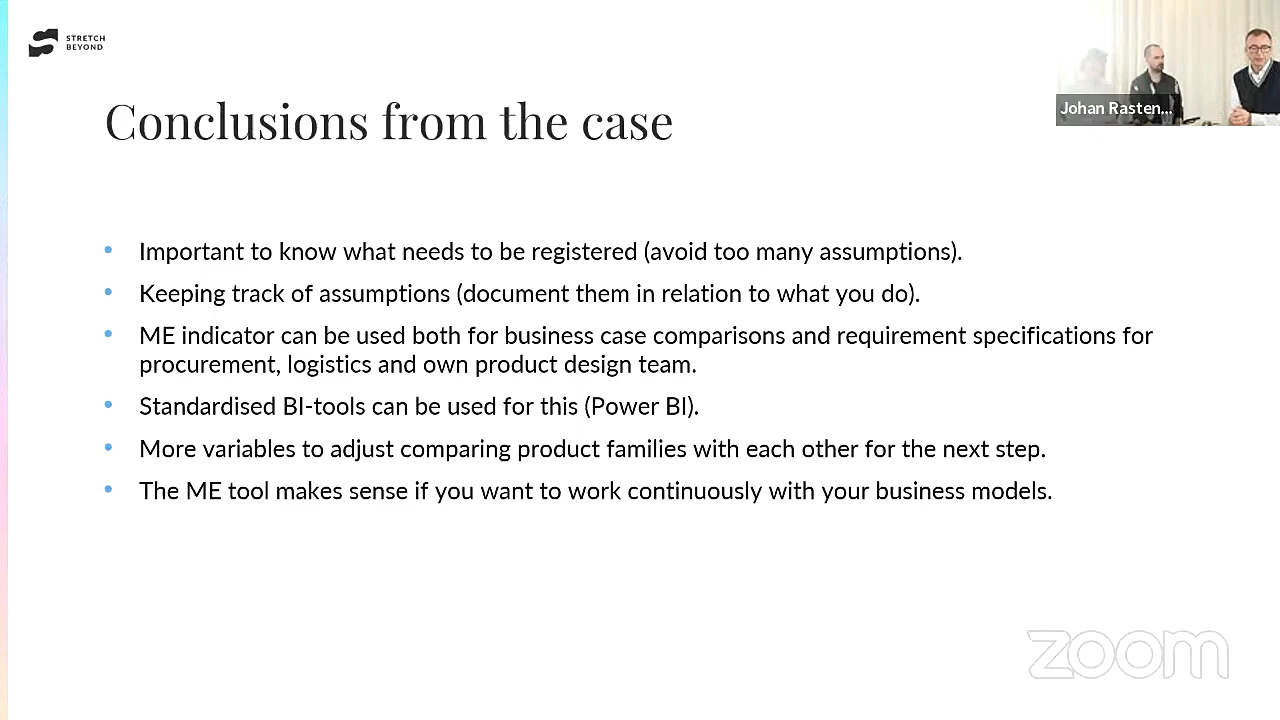 STRETCH
BEYOND
Johan Rasten...
Conclusions from the case
• Important to know what needs to be registered (avoid too many assumptions).
• Keeping track of assumptions (document them in relation to what you do).
• ME indicator can be used both for business case comparisons and requirement specifications for
procurement, logistics and own product design team.
• Standardised BI-tools can be used for this (Power BI).
• More variables to adjust comparing product families with each other for the next step.
• The ME tool makes sense if you want to work continuously with your business models.
zoom